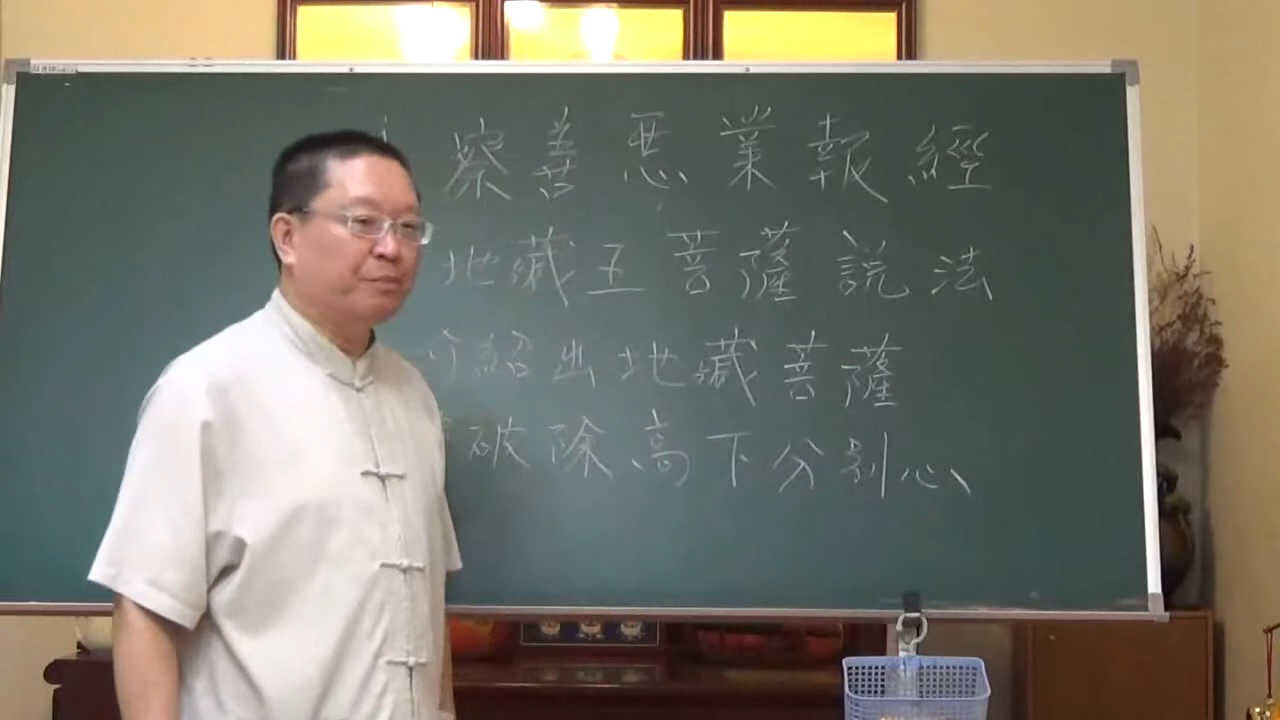 察善惡業報經
地藏王菩薩說法
介紹出地藏菩薩
破除高下分別心